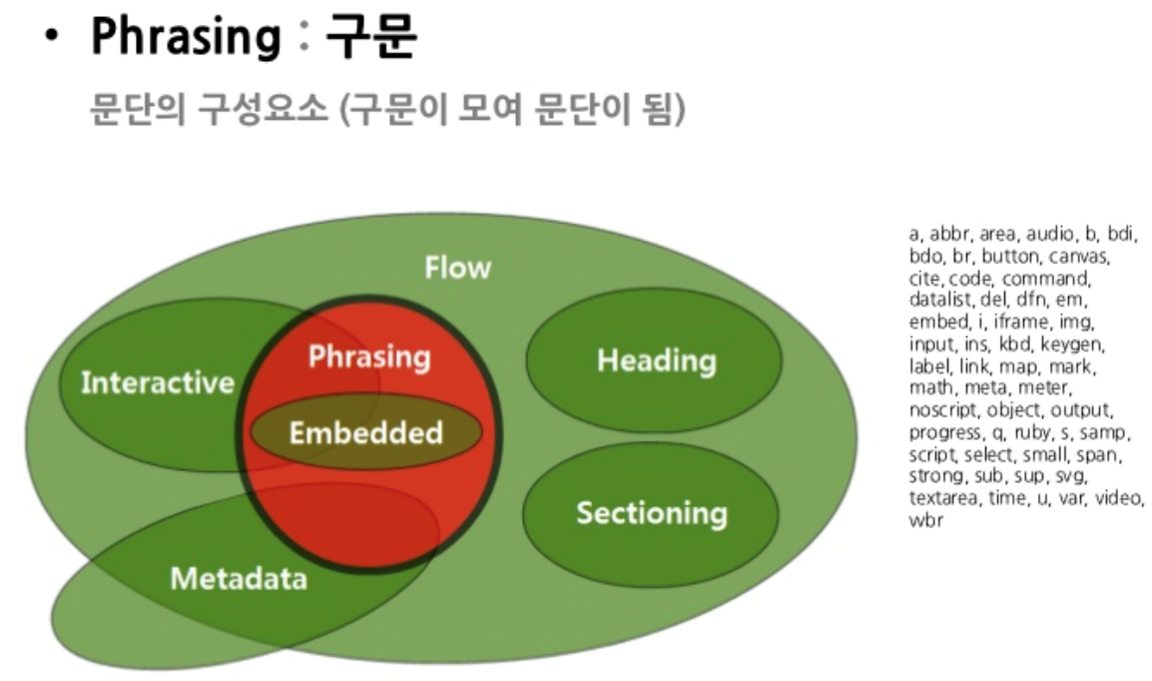 • Phrasing : 구문
문단의 구성요소 (구문이 모여 문단이 됨)
Flow
Phrasing
Interactive
Embedded
Heading
Sectioning
Metadata
a, abbr, area, audio, b, bdi,
bdo, br, button, canvas,
cite, code, command,
datalist, del, dfn, em,
embed, i, iframe, img,
input, ins, kbd, keygen,
label, link, map, mark,
math, meta, meter,
noscript, object, output,
progress, q, ruby, s, samp,
script, select, small, span,
strong, sub, sup, svg,
textarea, time, u, var, video,
wbr